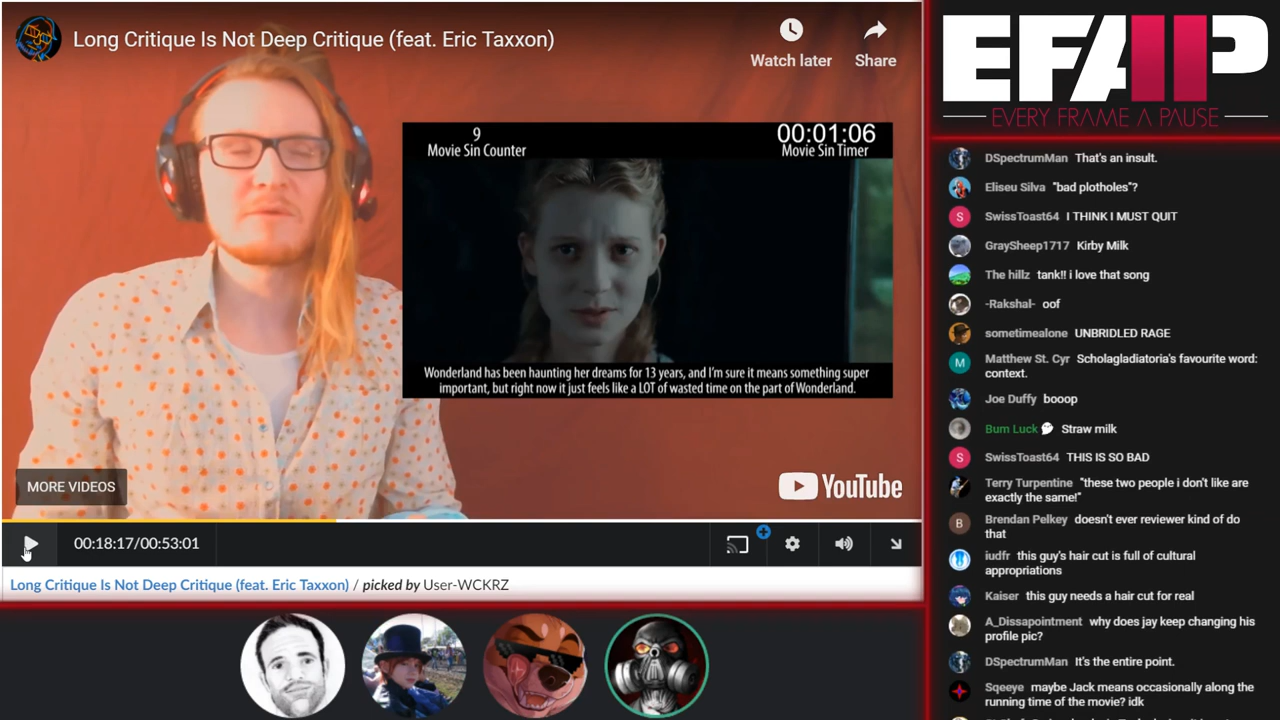 Long Critique Is Not Deep Critique (feat. Eric Taxxon)
Watch later
Share
9
Movie Sin Counter
00:01:06
Movie Sin Timer
Wonderland has been haunting her dreams for 13 years, and I'm sure it means something super
important, but right now it just feels like a LOT of wasted time on the part of Wonderland.
MORE VIDEOS
YouTube
00:18:17/00:53:01
Long Critique Is Not Deep Critique (feat. Eric Taxxon) / picked by User-WCKRZ
EFAP
EVERY FRAME A PAUSE
DSpectrumMan That's an insult.
Eliseu Silva "bad plotholes"?
S SwissToast64 I THINK I MUST QUIT
GraySheep1717 Kirby Milk
The hillz tank!! i love that song
-Rakshal- oof
sometimealone UNBRIDLED RAGE
M Matthew St. Cyr Scholagladiatoria's favourite word:
context.
Joe Duffy booop
Bum Luck Straw milk
S SwissToast64 THIS IS SO BAD
Terry Turpentine "these two people i don't like are
exactly the same!"
B Brendan Pelkey doesn't ever reviewer kind of do
that
iudfr this guy's hair cut is full of cultural
appropriations
Kaiser this guy needs a hair cut for real
A_Dissapointment why does jay keep changing his
profile pic?
DSpectrumMan It's the entire point.
Sqeeye maybe Jack means occasionally along the
running time of the movie? idk